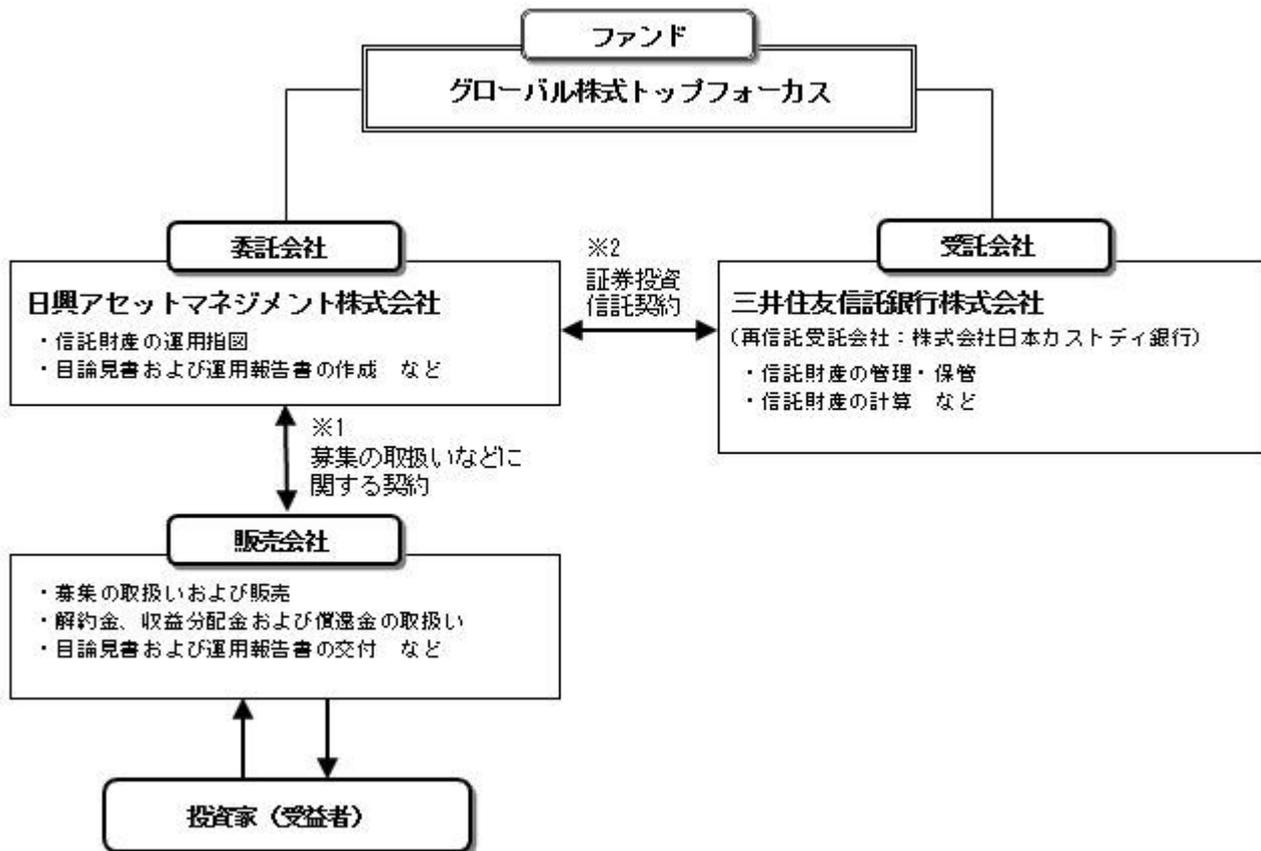 ファンド
グローバル株式トップフォーカス
委託会社
日興アセットマネジメント株式会社
・信託財産の運用指図
・目論見書および運用報告書の作成　など
※2
証券投資
信託契約
受託会社
三井住友信託銀行株式会社
(再信託受託会社：株式会社日本カストディ銀行)
・信託財産の管理・保管
・信託財産の計算　など
※1
募集の取扱いなどに
関する契約
販売会社
・募集の取扱いおよび販売
・解約金、収益分配金および償還金の取扱い
・目論見書および運用報告書の交付　など
投資家（受益者）